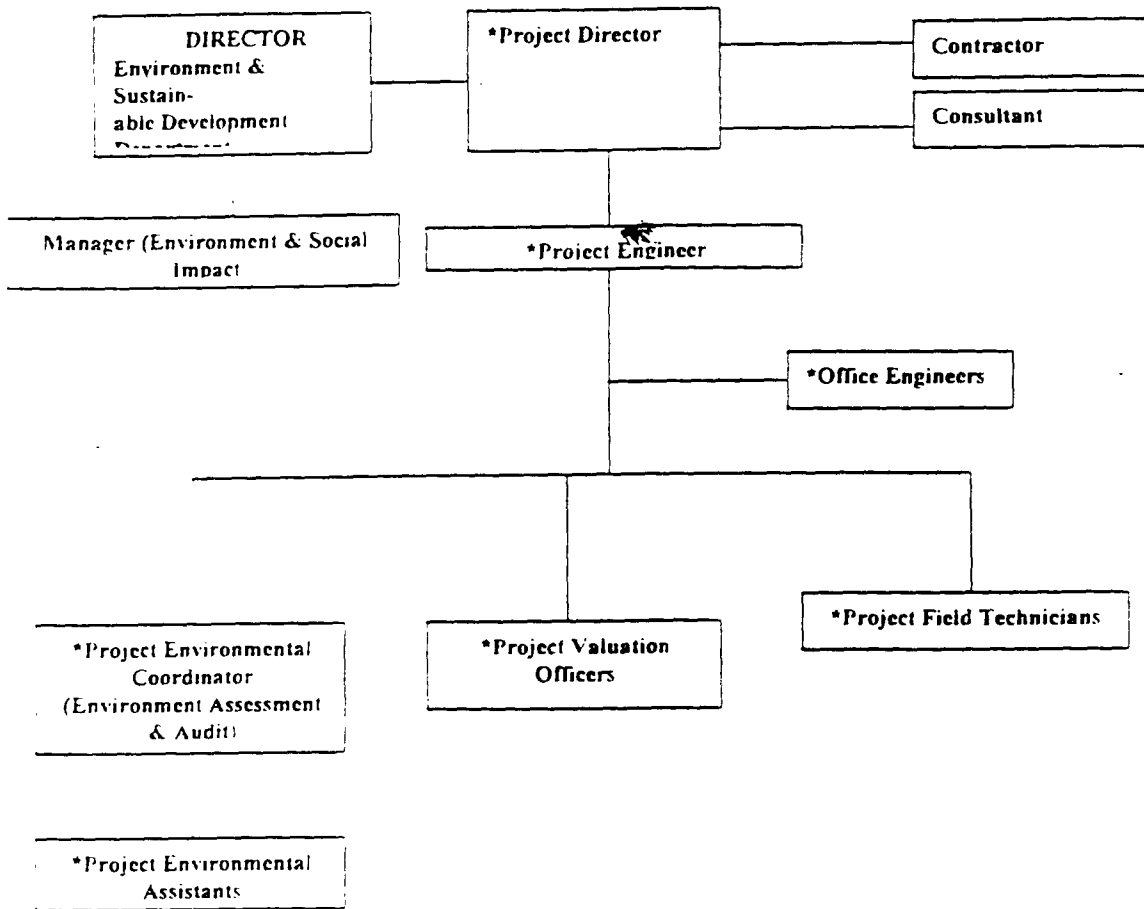 DIRECTOR
Environment &
Sustain-
able Development
Department
*Project Director
Contractor
Consultant
Manager (Environment & Social
Impact
*Project Engineer
*Office Engineers
*Project Environmental
Coordinator
(Environment Assessment
& Audit)
*Project Valuation
Officers
*Project Field Technicians
*Project Environmental
Assistants